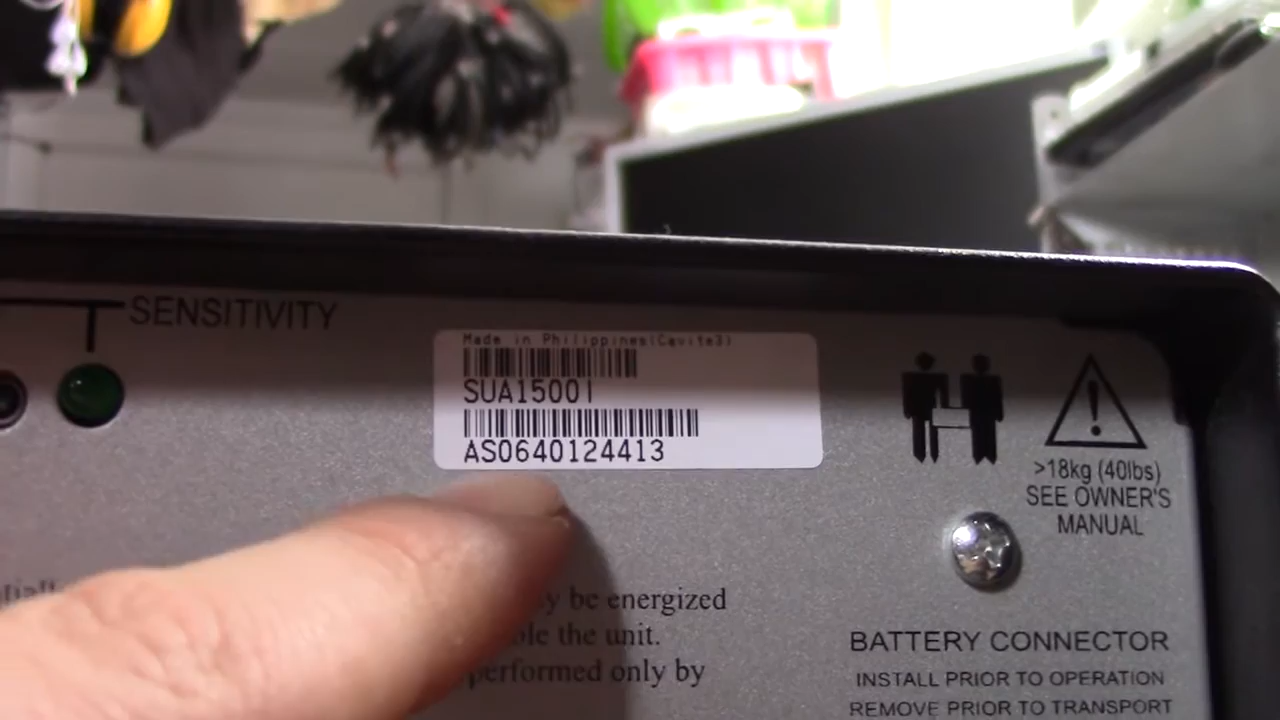 SENSITIVITY
Made in Philippines(Cavite3)
SUA1500I
AS0640124413
>18kg (40lbs)
SEE OWNER'S
MANUAL
be energized
the unit.
performed only by
BATTERY CONNECTOR
INSTALL PRIOR TO OPERATION
REMOVE PRIOR TO TRANSPORT